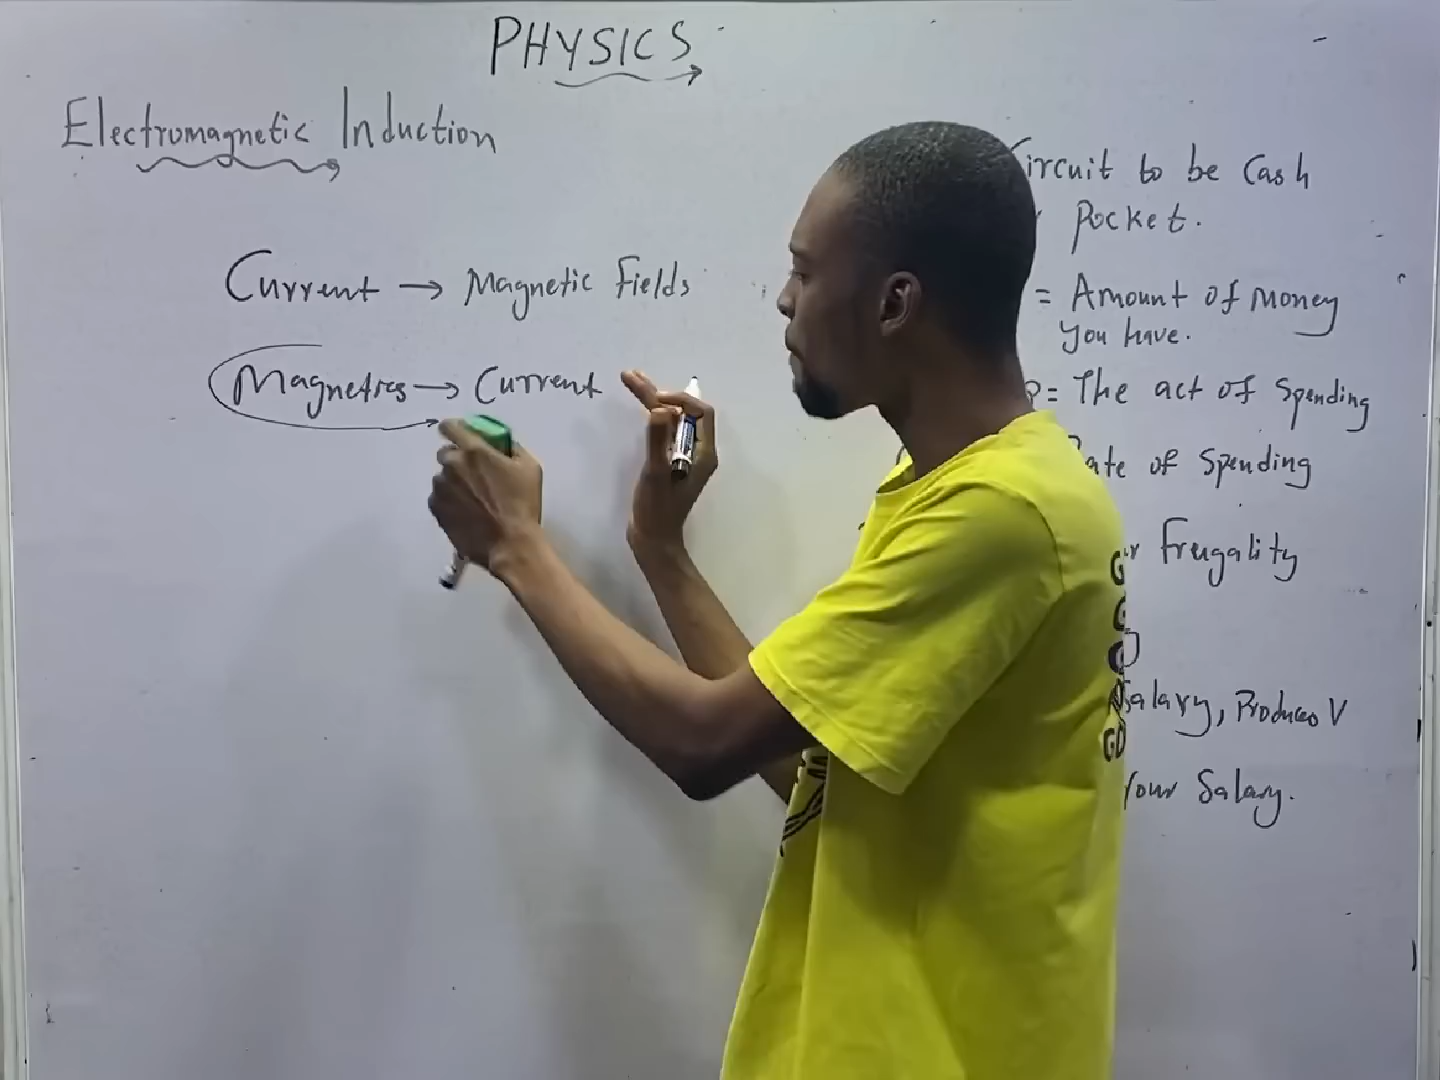 PHYSICS
Electromagnetic Induction
Current → Magnetic Fields
Magnetics → Current
ircuit to be Cash
Pocket.
= Amount of Money
you have.
= The act of Spending
ate of Spending
Frugality
Salary, Produces V
Your Salary.